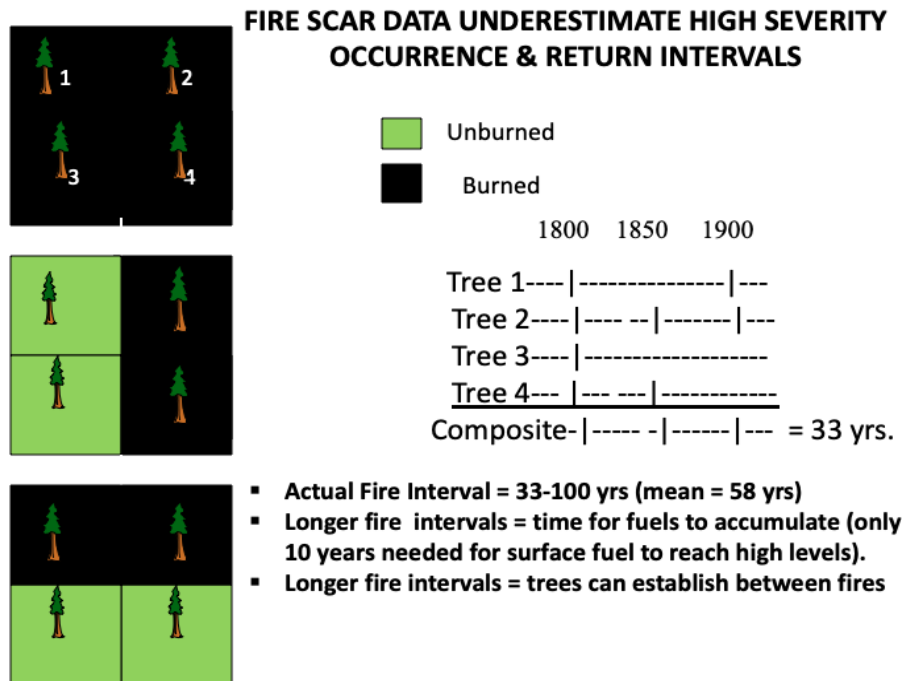 FIRE SCAR DATA UNDERESTIMATE HIGH SEVERITY
OCCURRENCE & RETURN INTERVALS
1
2
3
4
Unburned
Burned
1800 1850 1900
Tree 1----|---------------|---
Tree 2----|---- --|-------|---
Tree 3----|-------------------
Tree 4--- |--- ---|------------
Composite-|----- -|------|--- = 33 yrs.
▪ Actual Fire Interval = 33-100 yrs (mean = 58 yrs)
▪ Longer fire intervals = time for fuels to accumulate (only
10 years needed for surface fuel to reach high levels).
▪ Longer fire intervals = trees can establish between fires